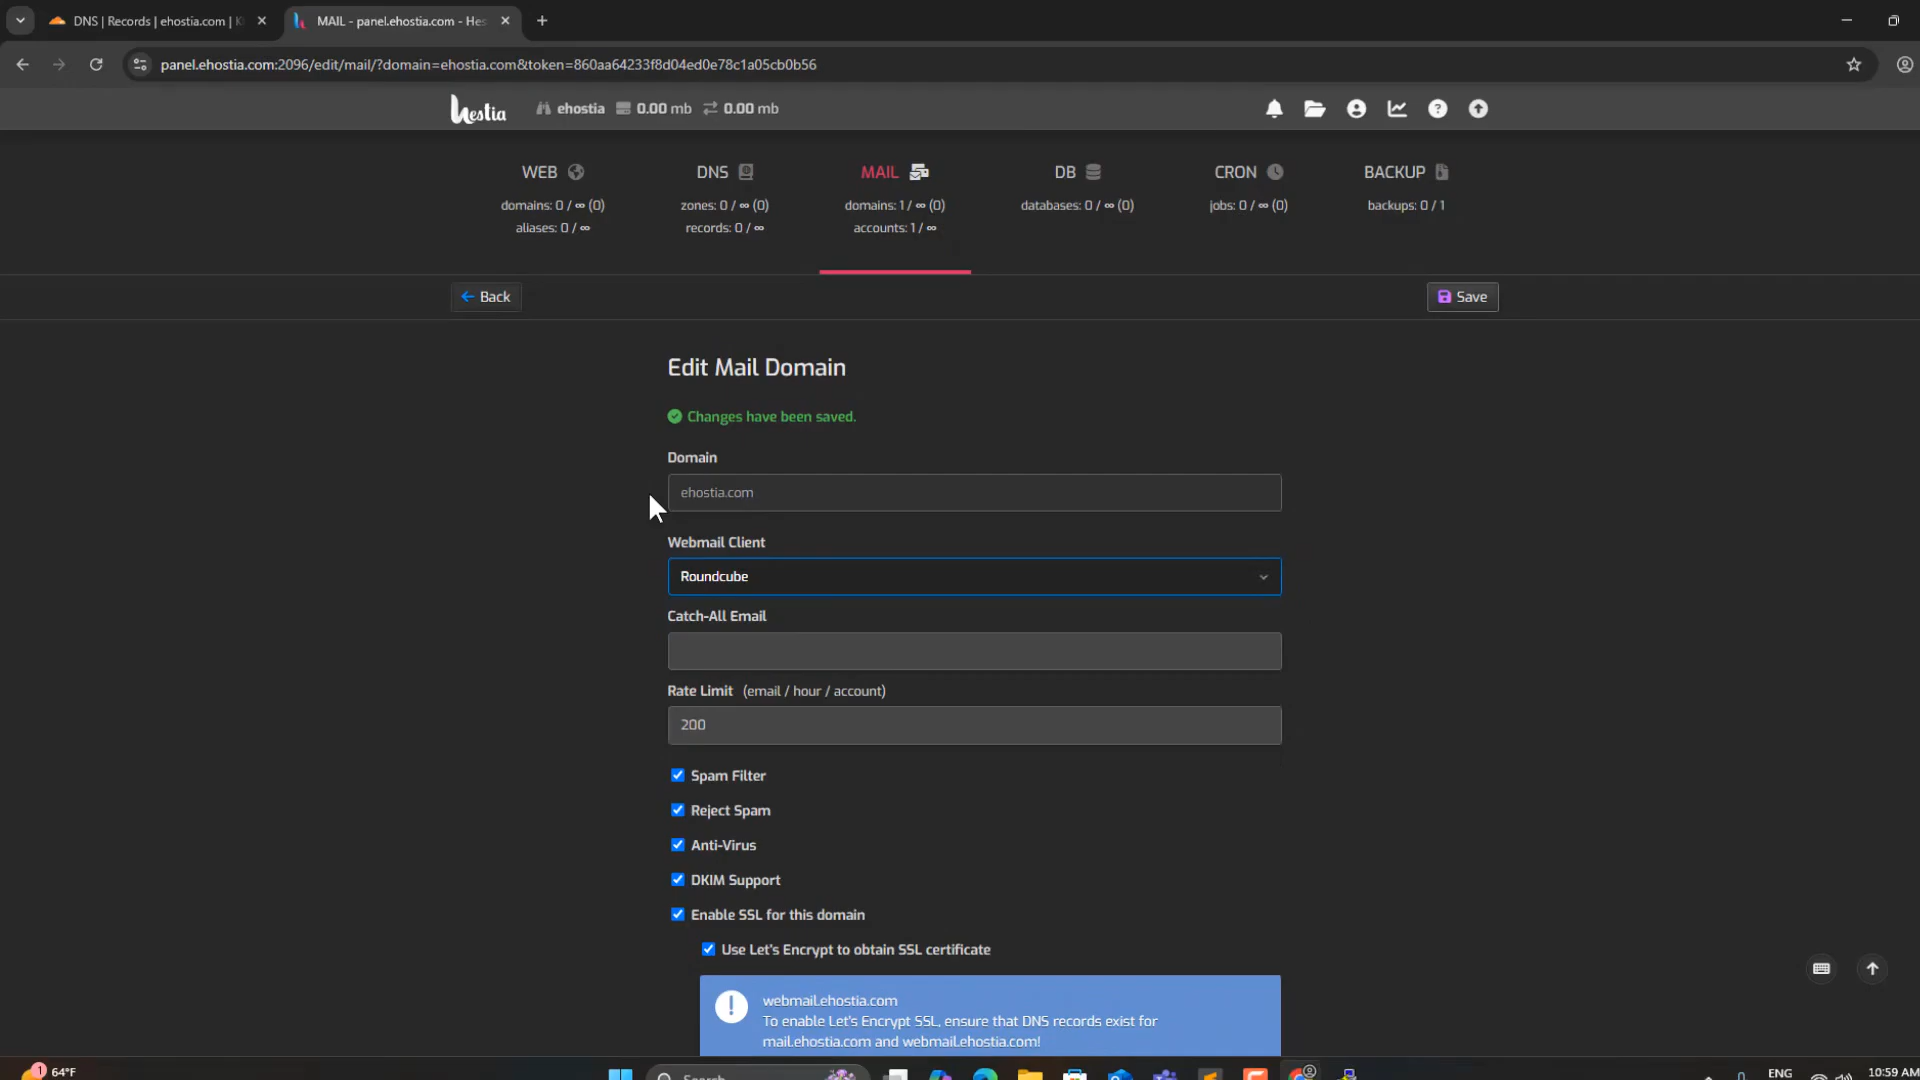 DNS | Records | ehostia.com |
MAIL - panel.ehostia.com - Hes
panel.ehostia.com:2096/edit/mail/?domain=ehostia.com&token=860aa64233f8d04ed0e78c1a05cb0b56
hestia
ehostia 0.00 mb 0.00 mb
WEB
domains: 0 / ∞ (0)
aliases: 0 / ∞
DNS
zones: 0 / ∞ (0)
records: 0 / ∞
MAIL
domains: 1 / ∞ (0)
accounts: 1 / ∞
DB
databases: 0 / ∞ (0)
CRON
jobs: 0 / ∞ (0)
BACKUP
backups: 0 / 1
Back
Save
Edit Mail Domain
Changes have been saved.
Domain
ehostia.com
Webmail Client
Roundcube
Catch-All Email
Rate Limit (email / hour / account)
200
Spam Filter
Reject Spam
Anti-Virus
DKIM Support
Enable SSL for this domain
Use Let's Encrypt to obtain SSL certificate
webmail.ehostia.com
To enable Let's Encrypt SSL, ensure that DNS records exist for
mail.ehostia.com and webmail.ehostia.com!
1
64°F
Search
ENG
10:59 AM